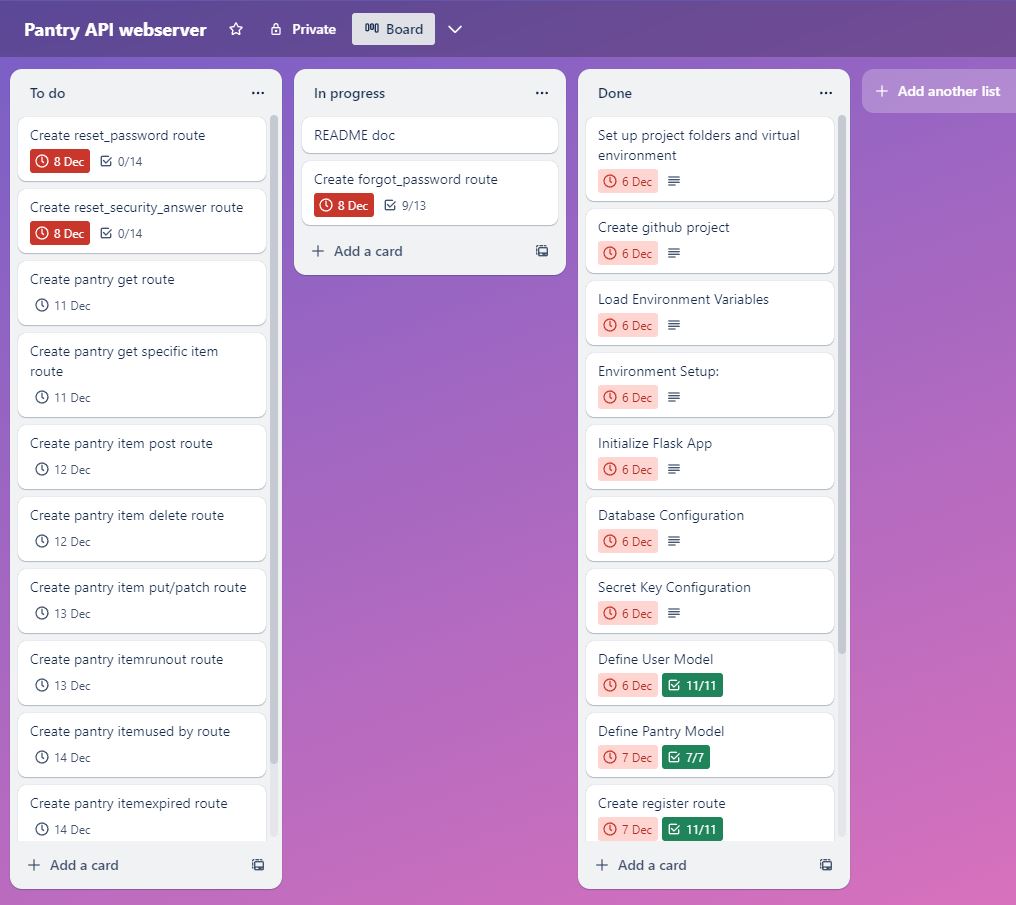 Pantry API webserver
Private
Board
Add another list
To do
Create reset_password route
8 Dec
0/14
Create reset_security_answer route
8 Dec
0/14
Create pantry get route
11 Dec
Create pantry get specific item
route
11 Dec
Create pantry item post route
12 Dec
Create pantry item delete route
12 Dec
Create pantry item put/patch route
13 Dec
Create pantry itemrunout route
13 Dec
Create pantry itemused by route
14 Dec
Create pantry itemexpired route
14 Dec
Add a card
In progress
README doc
Create forgot_password route
8 Dec
9/13
Add a card
Done
Set up project folders and virtual
environment
6 Dec
Create github project
6 Dec
Load Environment Variables
6 Dec
Environment Setup:
6 Dec
Initialize Flask App
6 Dec
Database Configuration
6 Dec
Secret Key Configuration
6 Dec
Define User Model
6 Dec
11/11
Define Pantry Model
7 Dec
7/7
Create register route
7 Dec
11/11
Add a card